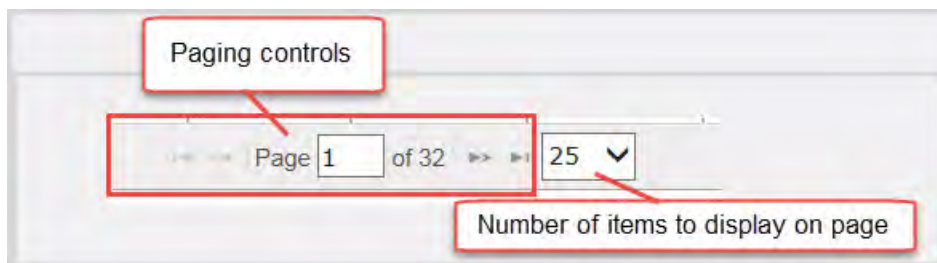 Paging controls
Page 1 of 32 25
Number of items to display on page